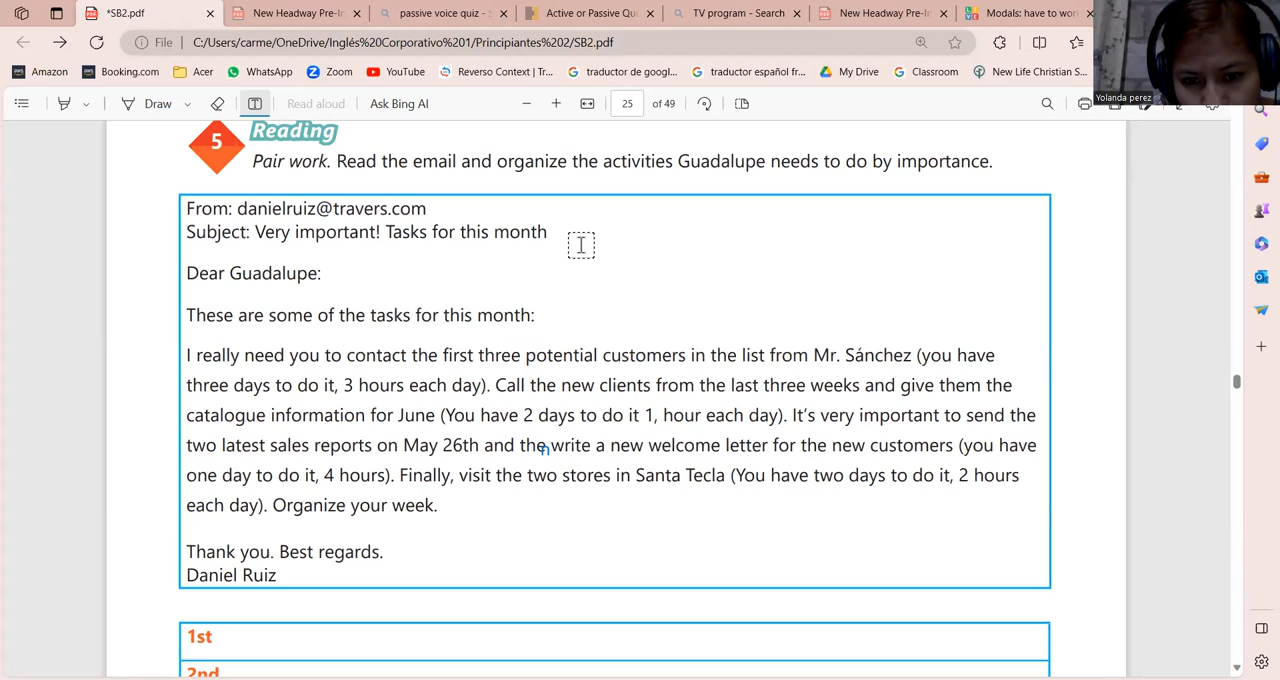 *SB2.pdf
New Headway Pre-In
passive voice quiz - S
Active or Passive Qui
TV program - Search
New Headway Pre-In
Modals: have to wor
File
C:/Users/carme/OneDrive/Inglés%20Corporativo%201/Principiantes%202/SB2.pdf
Amazon
Booking.com
Acer
WhatsApp
Zoom
YouTube
Reverso Context | Tr...
traductor de googl...
traductor español fr...
My Drive
Classroom
New Life Christian S...
Yolanda perez
Draw
Read aloud
Ask Bing AI
25 of 49
5
Reading
Pair work. Read the email and organize the activities Guadalupe needs to do by importance.
From: danielruiz@travers.com
Subject: Very important! Tasks for this month
Dear Guadalupe:
These are some of the tasks for this month:
I really need you to contact the first three potential customers in the list from Mr. Sánchez (you have
three days to do it, 3 hours each day). Call the new clients from the last three weeks and give them the
catalogue information for June (You have 2 days to do it 1, hour each day). It's very important to send the
two latest sales reports on May 26th and then write a new welcome letter for the new customers (you have
one day to do it, 4 hours). Finally, visit the two stores in Santa Tecla (You have two days to do it, 2 hours
each day). Organize your week.
Thank you. Best regards.
Daniel Ruiz
1st
2nd